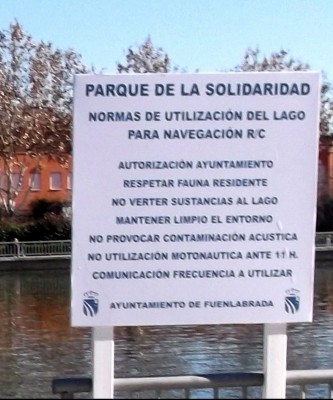 PARQUE DE LA SOLIDARIDAD
NORMAS DE UTILIZACIÓN DEL LAGO
PARA NAVEGACIÓN R/C
AUTORIZACIÓN AYUNTAMIENTO
RESPETAR FAUNA RESIDENTE
NO VERTER SUSTANCIAS AL LAGO
MANTENER LIMPIO EL ENTORNO
NO PROVOCAR CONTAMINACIÓN ACUSTICA
NO UTILIZACIÓN MOTONAUTICA ANTE 11 H.
COMUNICACIÓN FRECUENCIA A UTILIZAR
AYUNTAMIENTO DE FUENLABRADA